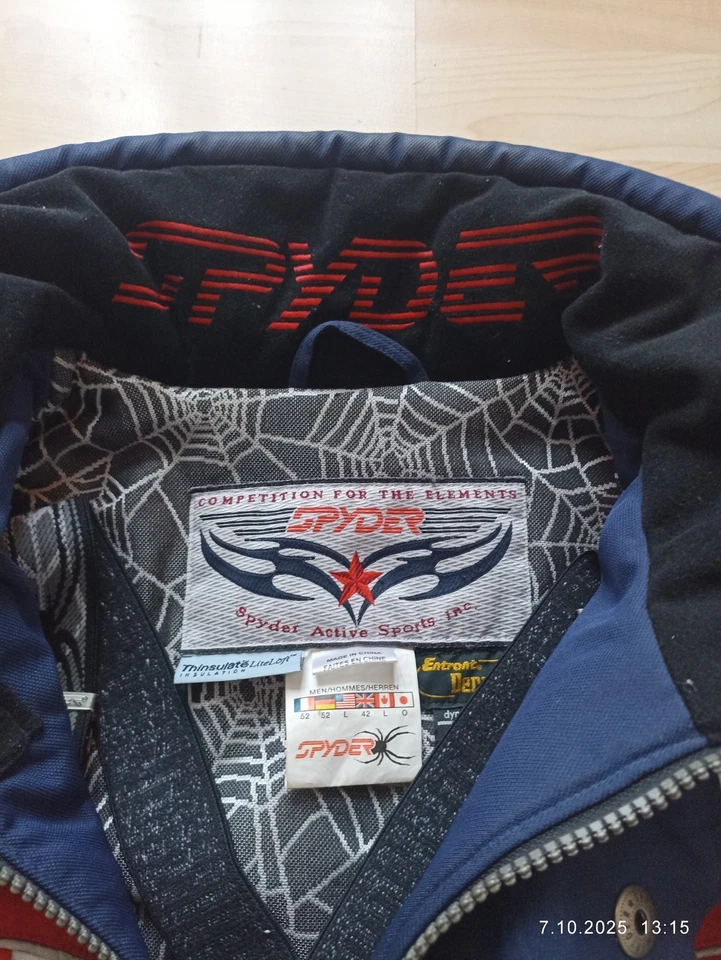 SPYDER
COMPETITION FOR THE ELEMENTS
SPYDER
Spyder Active Sports Inc.
Thinsulate LiteLoft™
INSULATION
MADE IN CHINA
FAITES EN CHINE
Entrant
MEN/HOMMES/HERREN
52 52 L 42 L O
SPYDER
7.10.2025 13:15